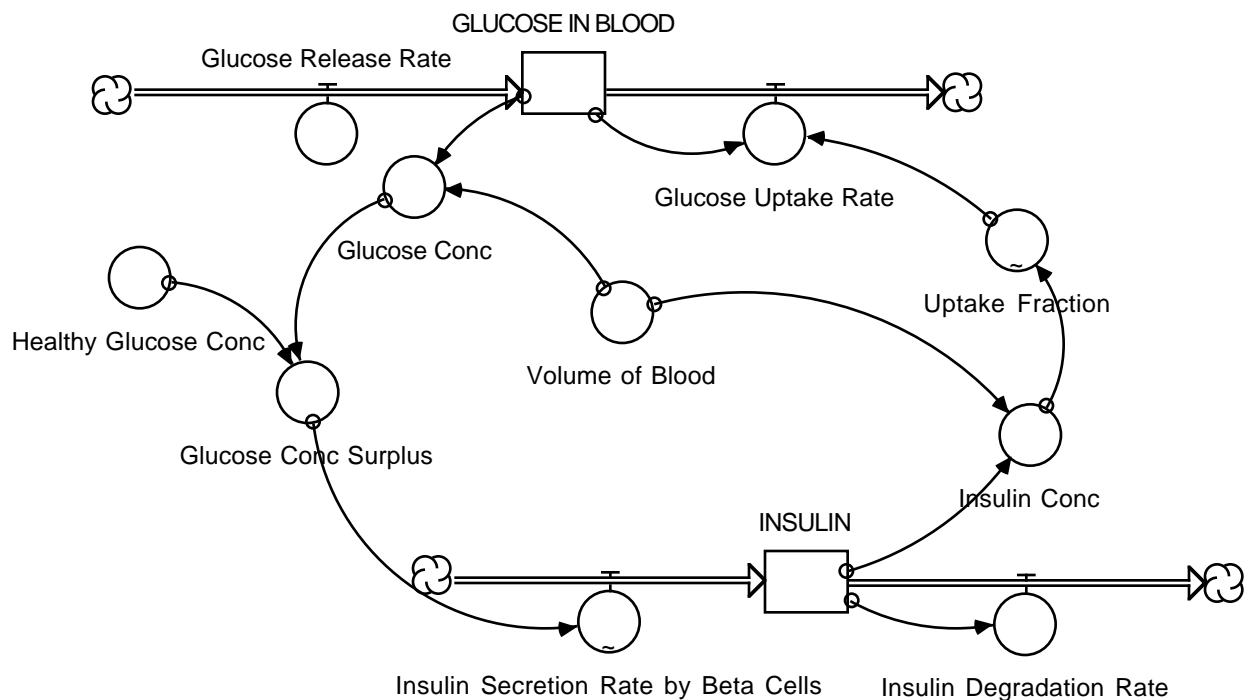 GLUCOSE IN BLOOD
Glucose Release Rate
Glucose Uptake Rate
Glucose Conc
Uptake Fraction
~
Healthy Glucose Conc
Volume of Blood
Glucose Conc Surplus
Insulin Conc
INSULIN
~
Insulin Secretion Rate by Beta Cells
Insulin Degradation Rate